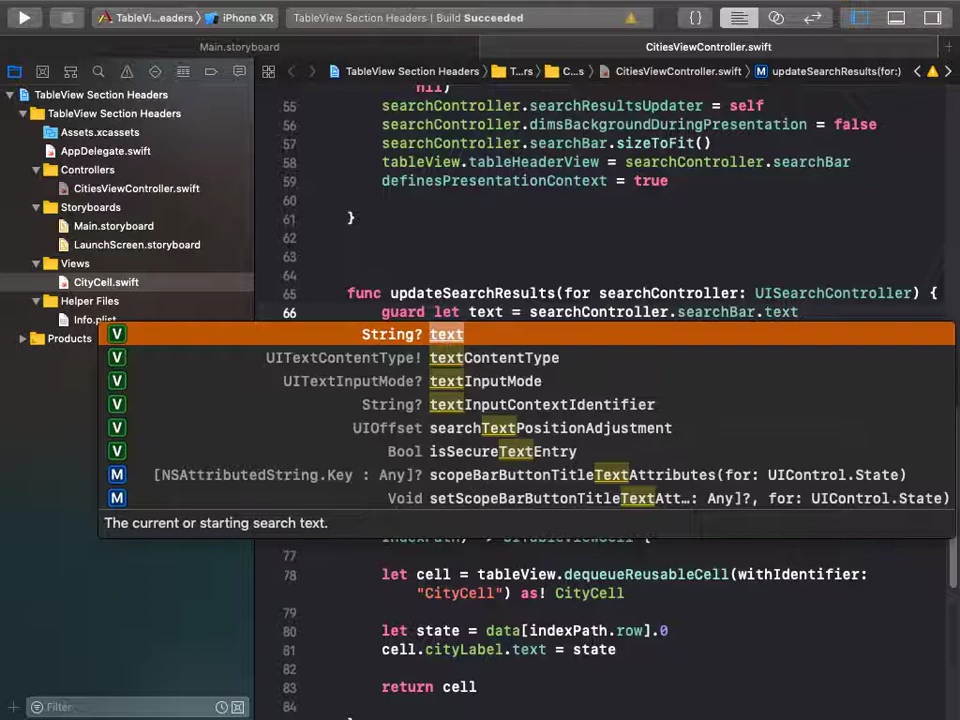 TableVi...eaders
iPhone XR
TableView Section Headers | Build Succeeded
Main.storyboard
CitiesViewController.swift
TableView Section Headers
T...rs
C...s
CitiesViewController.swift
M updateSearchResults(for:)
TableView Section Headers
TableView Section Headers
Assets.xcassets
AppDelegate.swift
Controllers
CitiesViewController.swift
Storyboards
Main.storyboard
LaunchScreen.storyboard
Views
CityCell.swift
Helper Files
Info.plist
Products
Filter
nil)
55 searchController.searchResultsUpdater = self
56 searchController.dimsBackgroundDuringPresentation = false
57 searchController.searchBar.sizeToFit()
58 tableView.tableHeaderView = searchController.searchBar
59 definesPresentationContext = true
60
61 }
62
63
64
65 func updateSearchResults(for searchController: UISearchController) {
66 guard let text = searchController.searchBar.text
V String? text
V UITextContentType! textContentType
V UITextInputMode? textInputMode
V String? textInputContextIdentifier
V UIOffset searchTextPositionAdjustment
V Bool isSecureTextEntry
M [NSAttributedString.Key : Any]? scopeBarButtonTitleTextAttributes(for: UIControl.State)
M Void setScopeBarButtonTitleTextAtt…: Any]?, for: UIControl.State)
The current or starting search text.
77
78 let cell = tableView.dequeueReusableCell(withIdentifier:
"CityCell") as! CityCell
79
80 let state = data[indexPath.row].0
81 cell.cityLabel.text = state
82
83 return cell
84